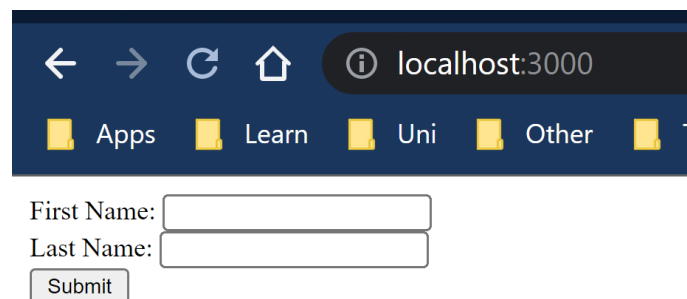 localhost:3000
Apps Learn Uni Other
First Name:
Last Name:
Submit